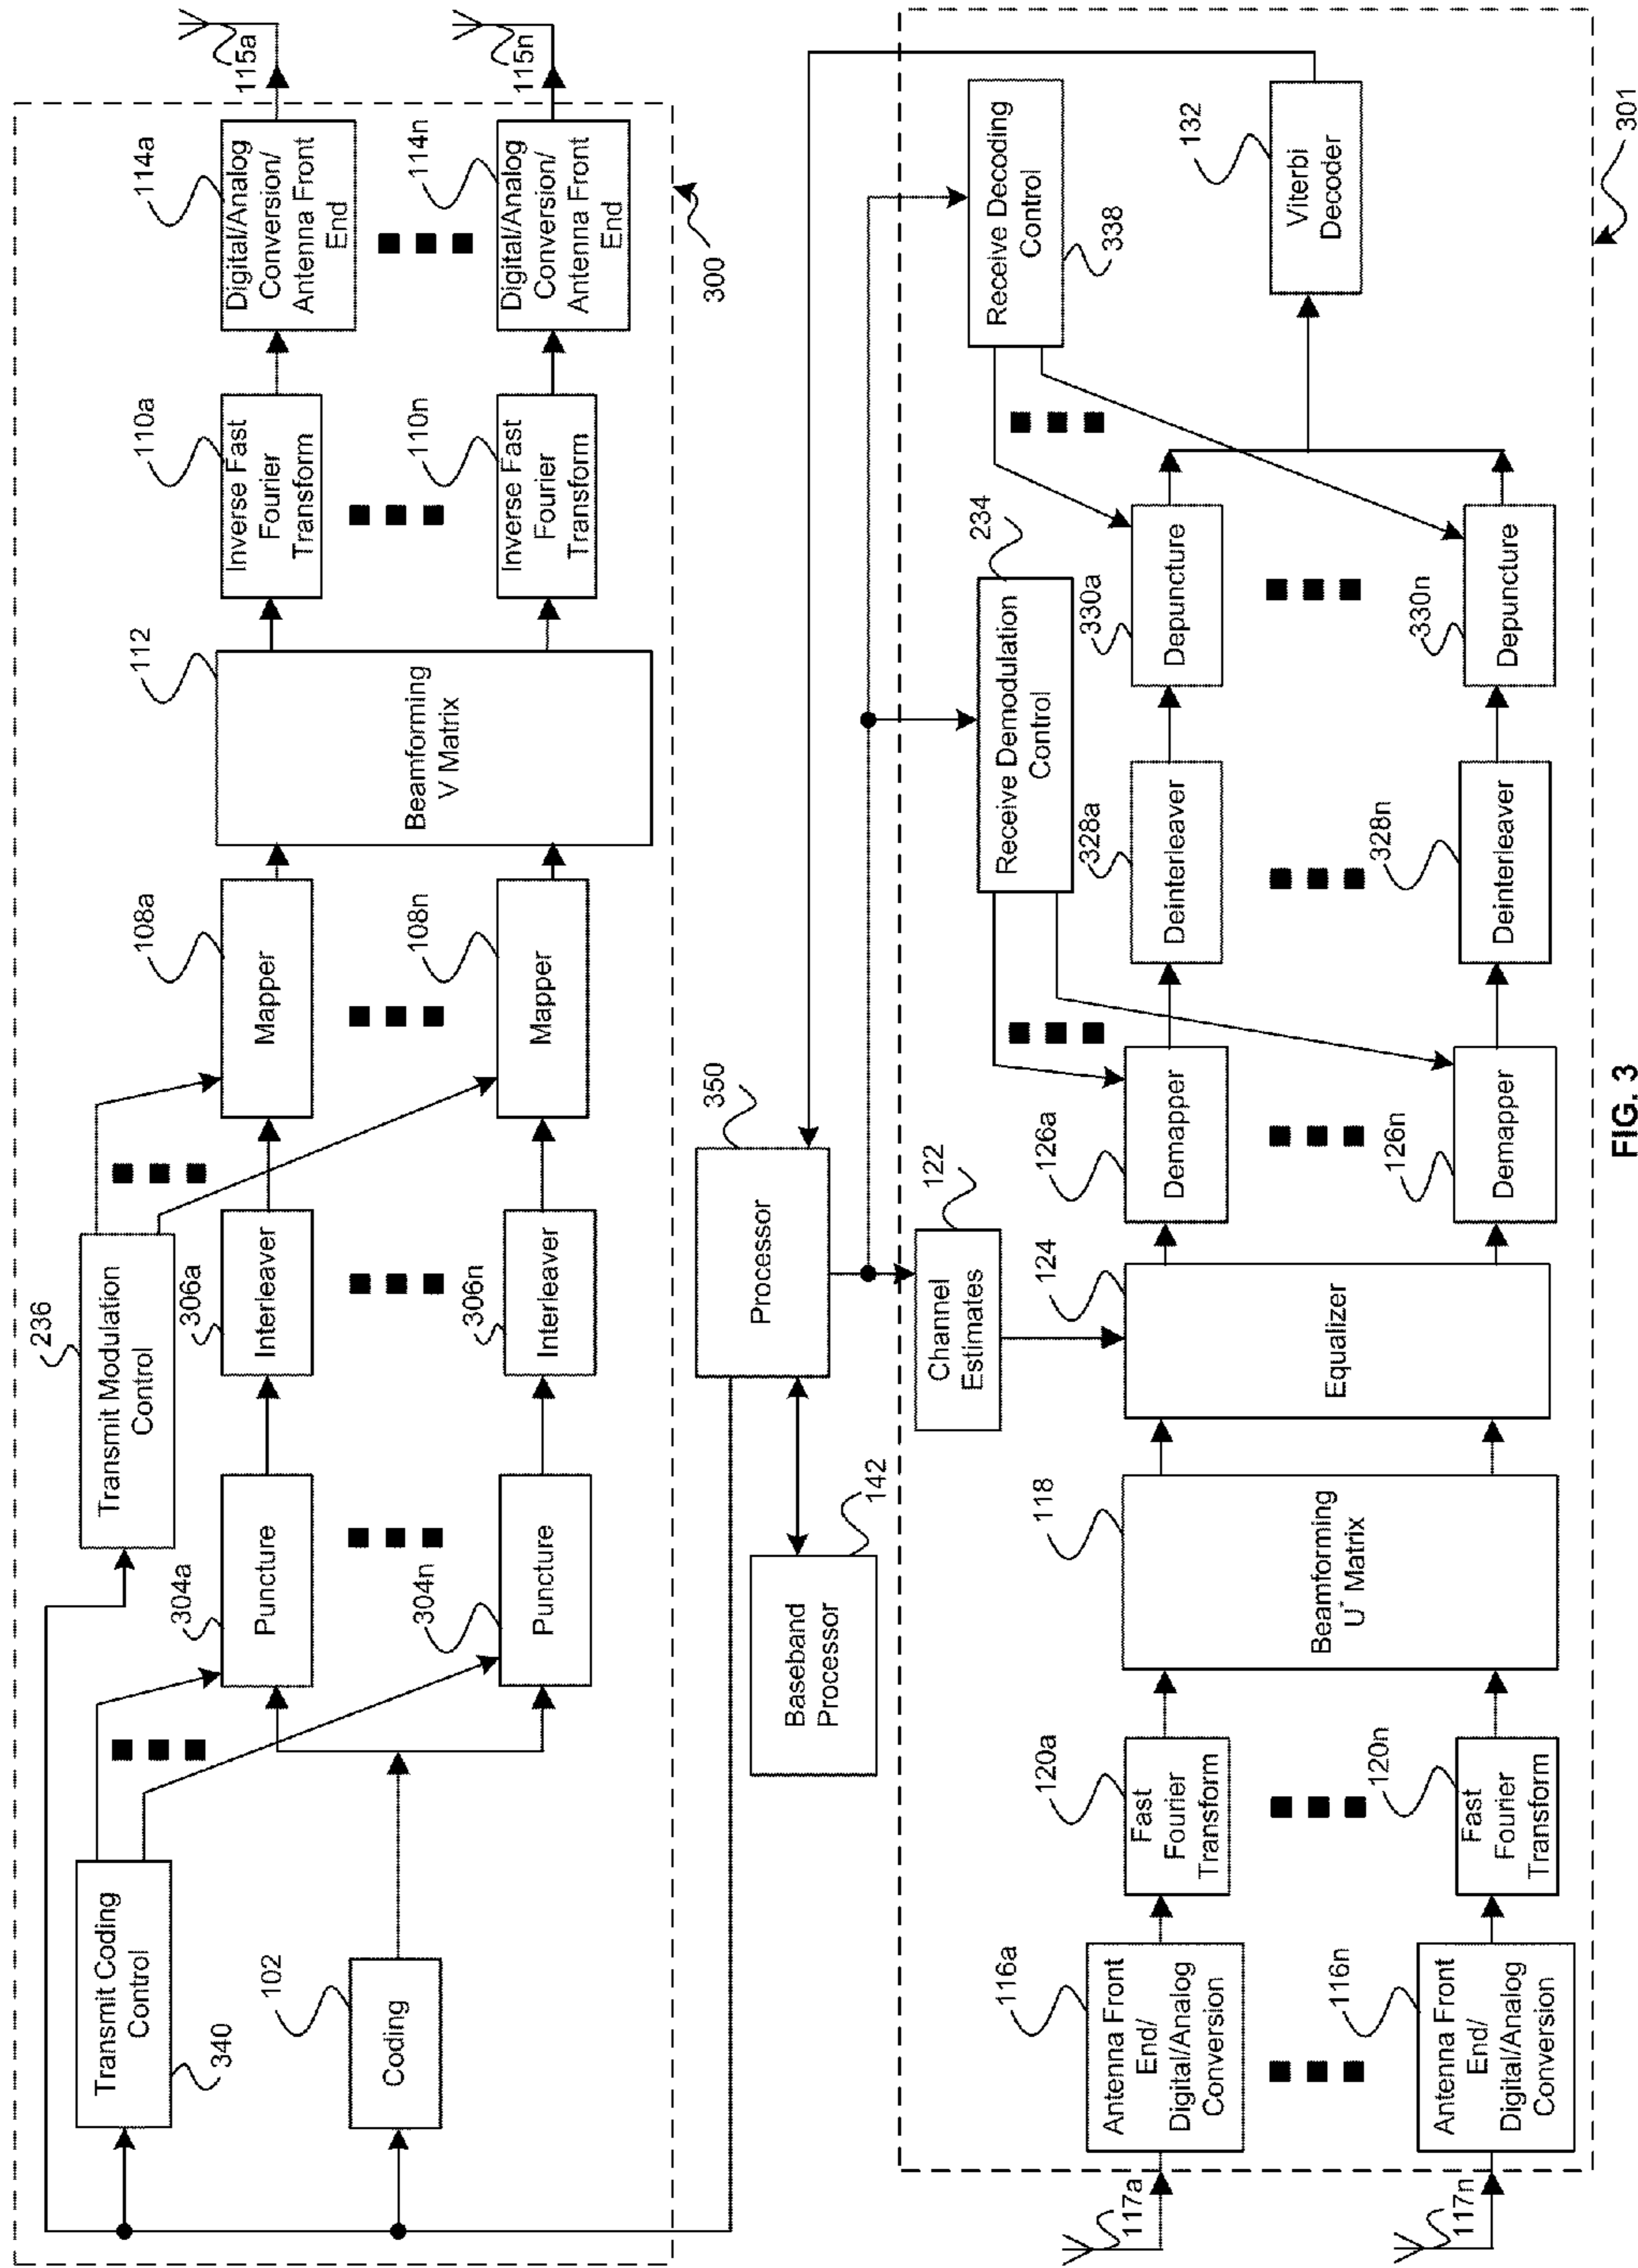 236
Transmit Modulation
Control
Transmit Coding
Control
340
102
Coding
304a
Puncture
304n
Puncture
306a
Interleaver
306n
Interleaver
108a
Mapper
108n
Mapper
112
Beamforming
V Matrix
110a
Inverse Fast
Fourier
Transform
110n
Inverse Fast
Fourier
Transform
114a
Digital/Analog
Conversion/
Antenna Front
End
114n
Digital/Analog
Conversion/
Antenna Front
End
115a
115n
300
350
Processor
142
Baseband
Processor
122
Channel
Estimates
117a
117n
116a
Antenna Front
End/
Digital/Analog
Conversion
116n
Antenna Front
End/
Digital/Analog
Conversion
120a
Fast
Fourier
Transform
120n
Fast
Fourier
Transform
118
Beamforming
U* Matrix
124
Equalizer
126a
Demapper
126n
Demapper
234
Receive Demodulation
Control
328a
Deinterleaver
328n
Deinterleaver
330a
Depuncture
330n
Depuncture
Receive Decoding
Control
338
132
Viterbi
Decoder
301
FIG. 3